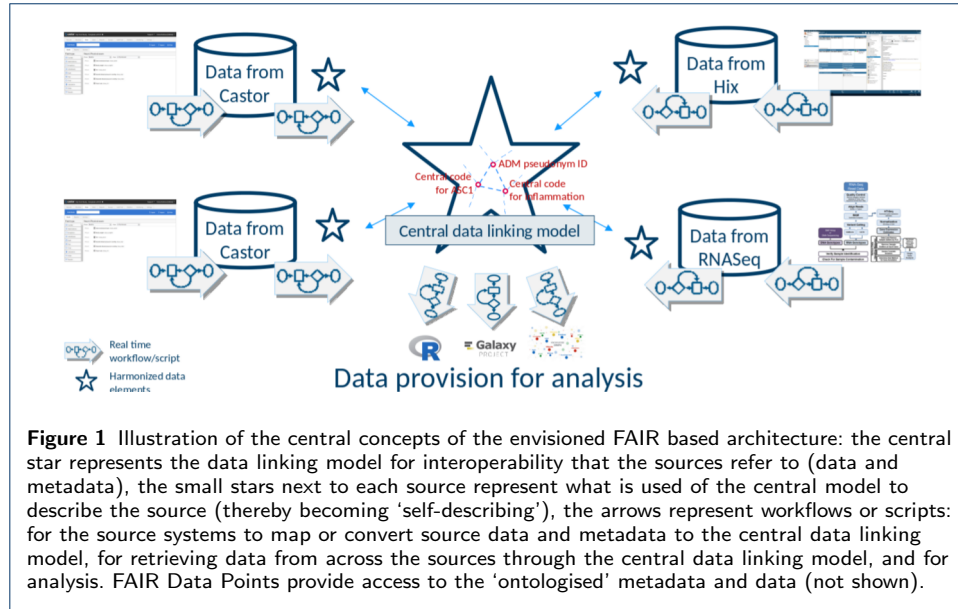 Data from
Castor
Data from
Hix
ADM pseudonym ID
Central code
for ASC1
Central code
for Inflammation
Central data linking model
Data from
Castor
Data from
RNASeq
Real time
workflow/script
Harmonized data
elements
R
Galaxy
PROJECT
Data provision for analysis
Figure 1 Illustration of the central concepts of the envisioned FAIR based architecture: the central
star represents the data linking model for interoperability that the sources refer to (data and
metadata), the small stars next to each source represent what is used of the central model to
describe the source (thereby becoming ‘self-describing’), the arrows represent workflows or scripts:
for the source systems to map or convert source data and metadata to the central data linking
model, for retrieving data from across the sources through the central data linking model, and for
analysis. FAIR Data Points provide access to the ‘ontologised’ metadata and data (not shown).